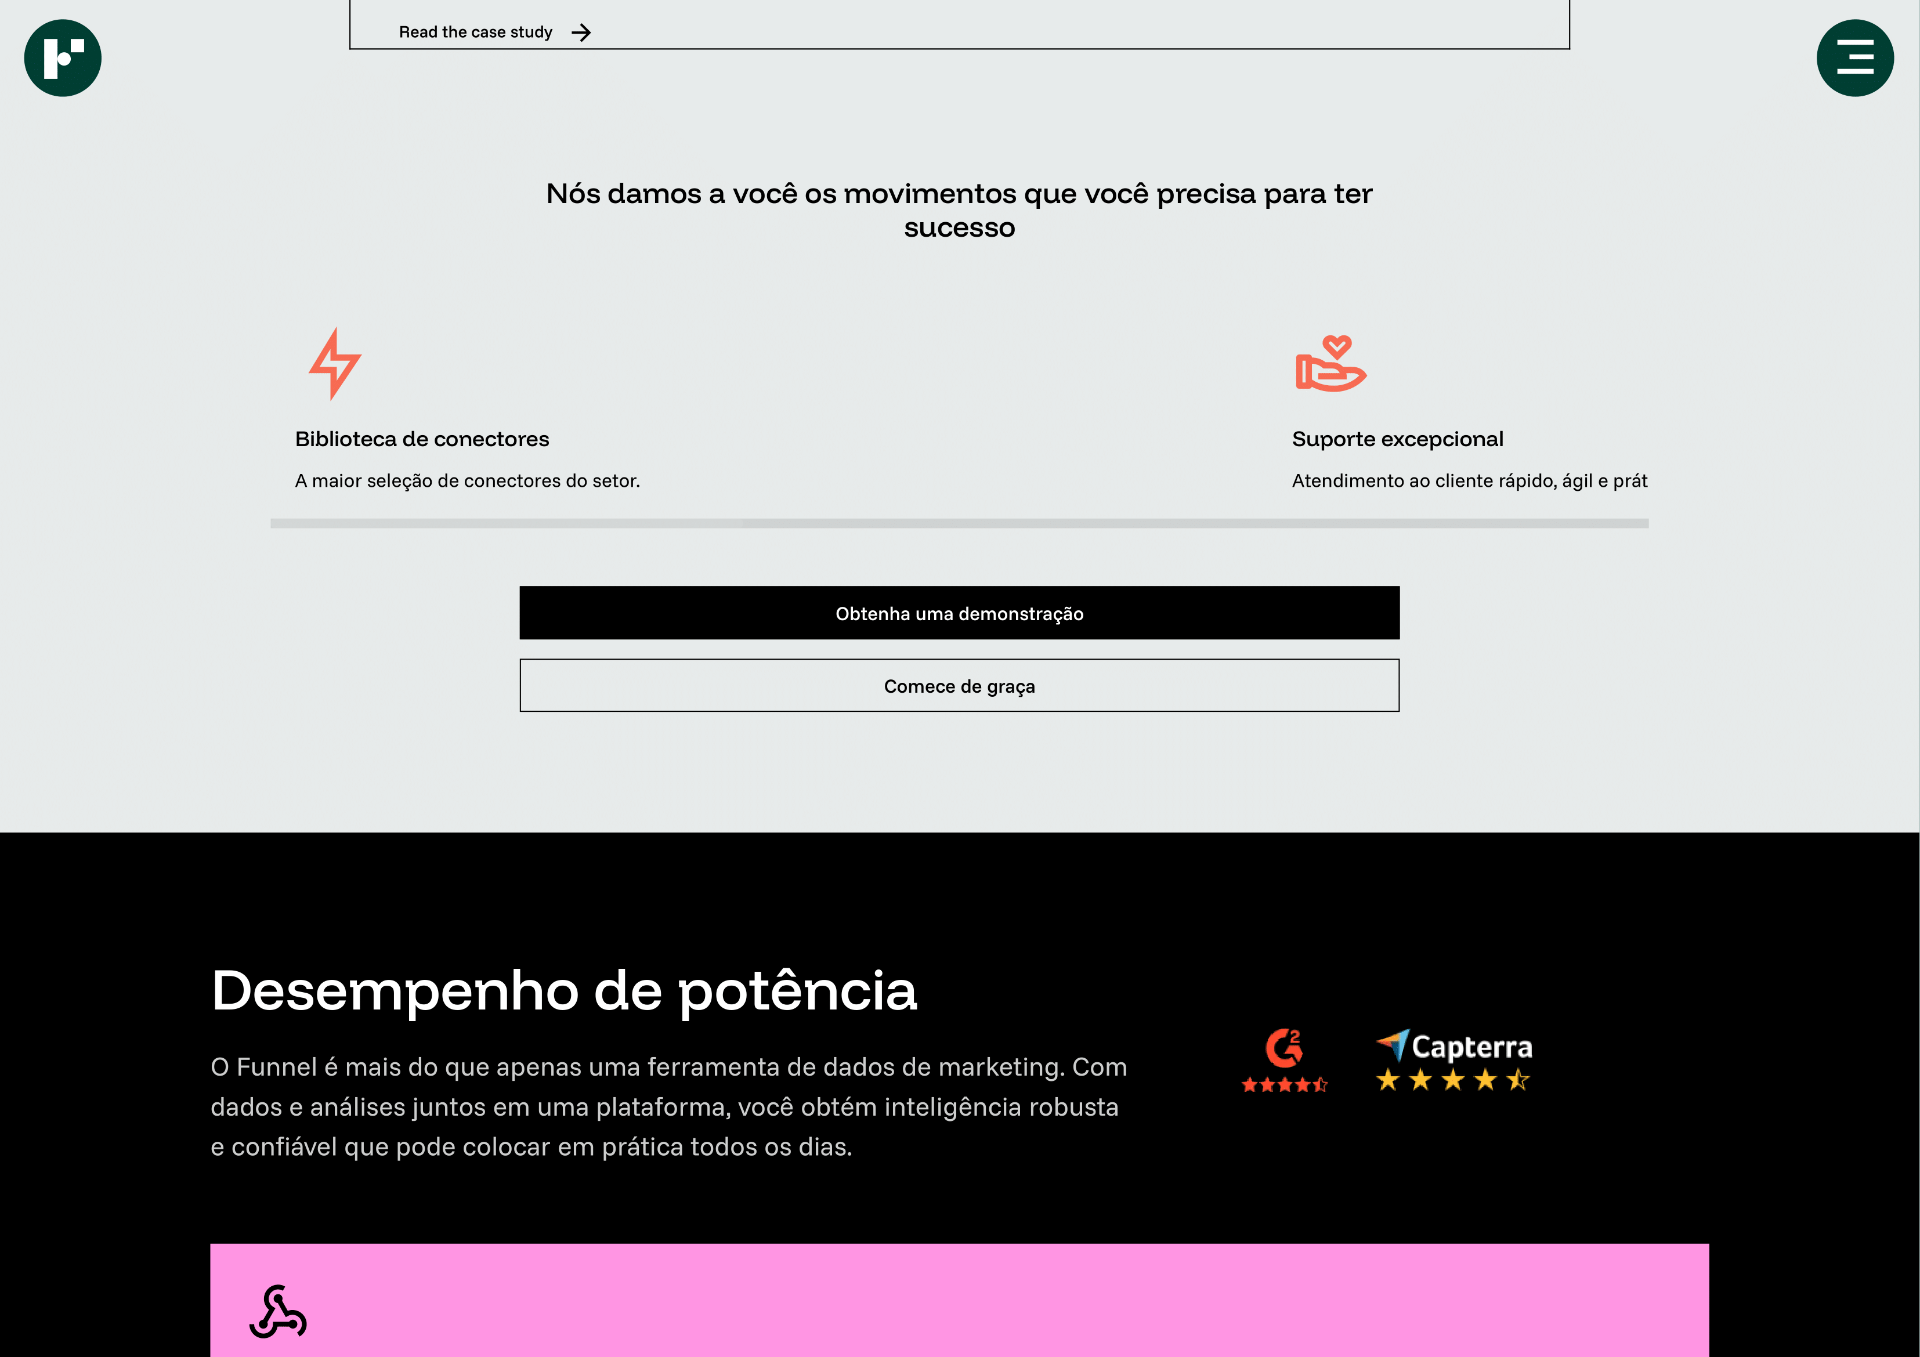 Read the case study
Nós damos a você os movimentos que você precisa para ter
sucesso
Biblioteca de conectores
A maior seleção de conectores do setor.
Suporte excepcional
Atendimento ao cliente rápido, ágil e prát
Obtenha uma demonstração
Comece de graça
Desempenho de potência
O Funnel é mais do que apenas uma ferramenta de dados de marketing. Com
dados e análises juntos em uma plataforma, você obtém inteligência robusta
e confiável que pode colocar em prática todos os dias.
G2
Capterra